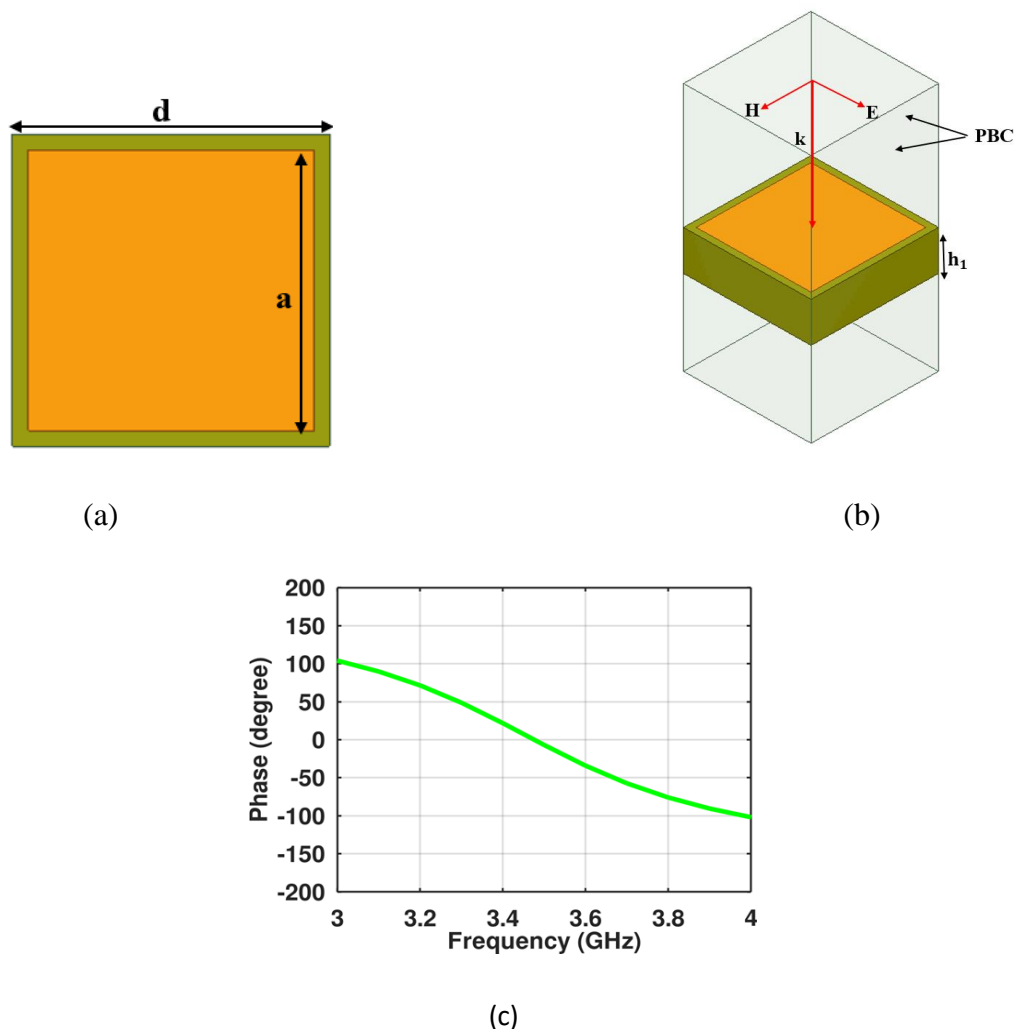 d
a
H
E
k
PBC
h₁
(a)
(b)
200
150
100
50
0
-50
-100
-150
-200
Phase (degree)
3 3.2 3.4 3.6 3.8 4
Frequency (GHz)
(c)